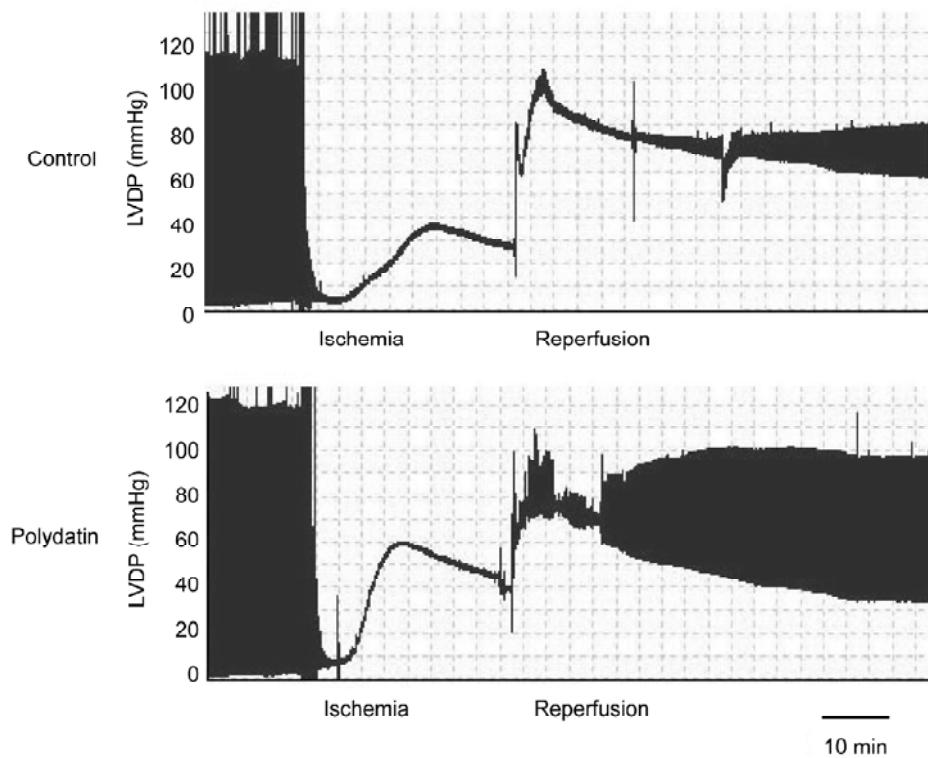 120
100
80
60
40
20
0
LVDP (mmHg)
Control
Ischemia Reperfusion
120
100
80
60
40
20
0
LVDP (mmHg)
Polydatin
Ischemia Reperfusion
10 min